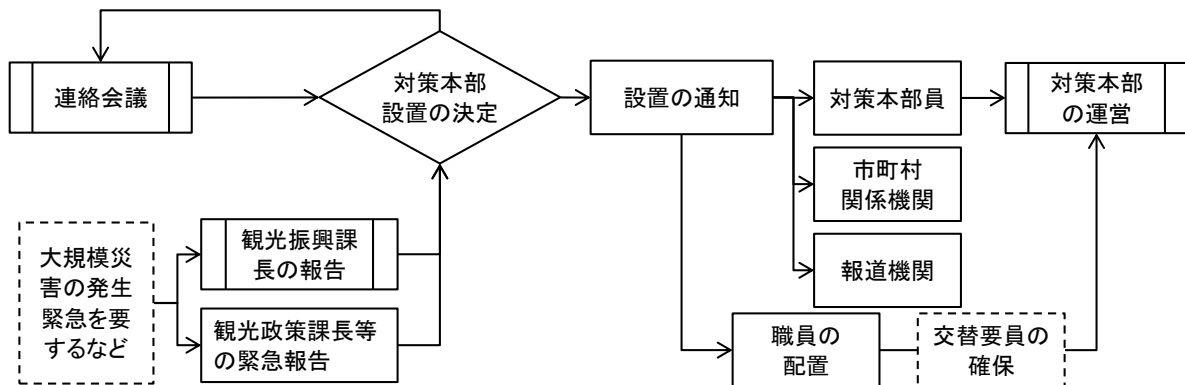 連絡会議
対策本部
設置の決定
設置の通知
対策本部員
対策本部
の運営
市町村
関係機関
報道機関
大規模災
害の発生
緊急を要
するなど
観光振興課
長の報告
観光政策課長等
の緊急報告
職員の
配置
交替要員の
確保